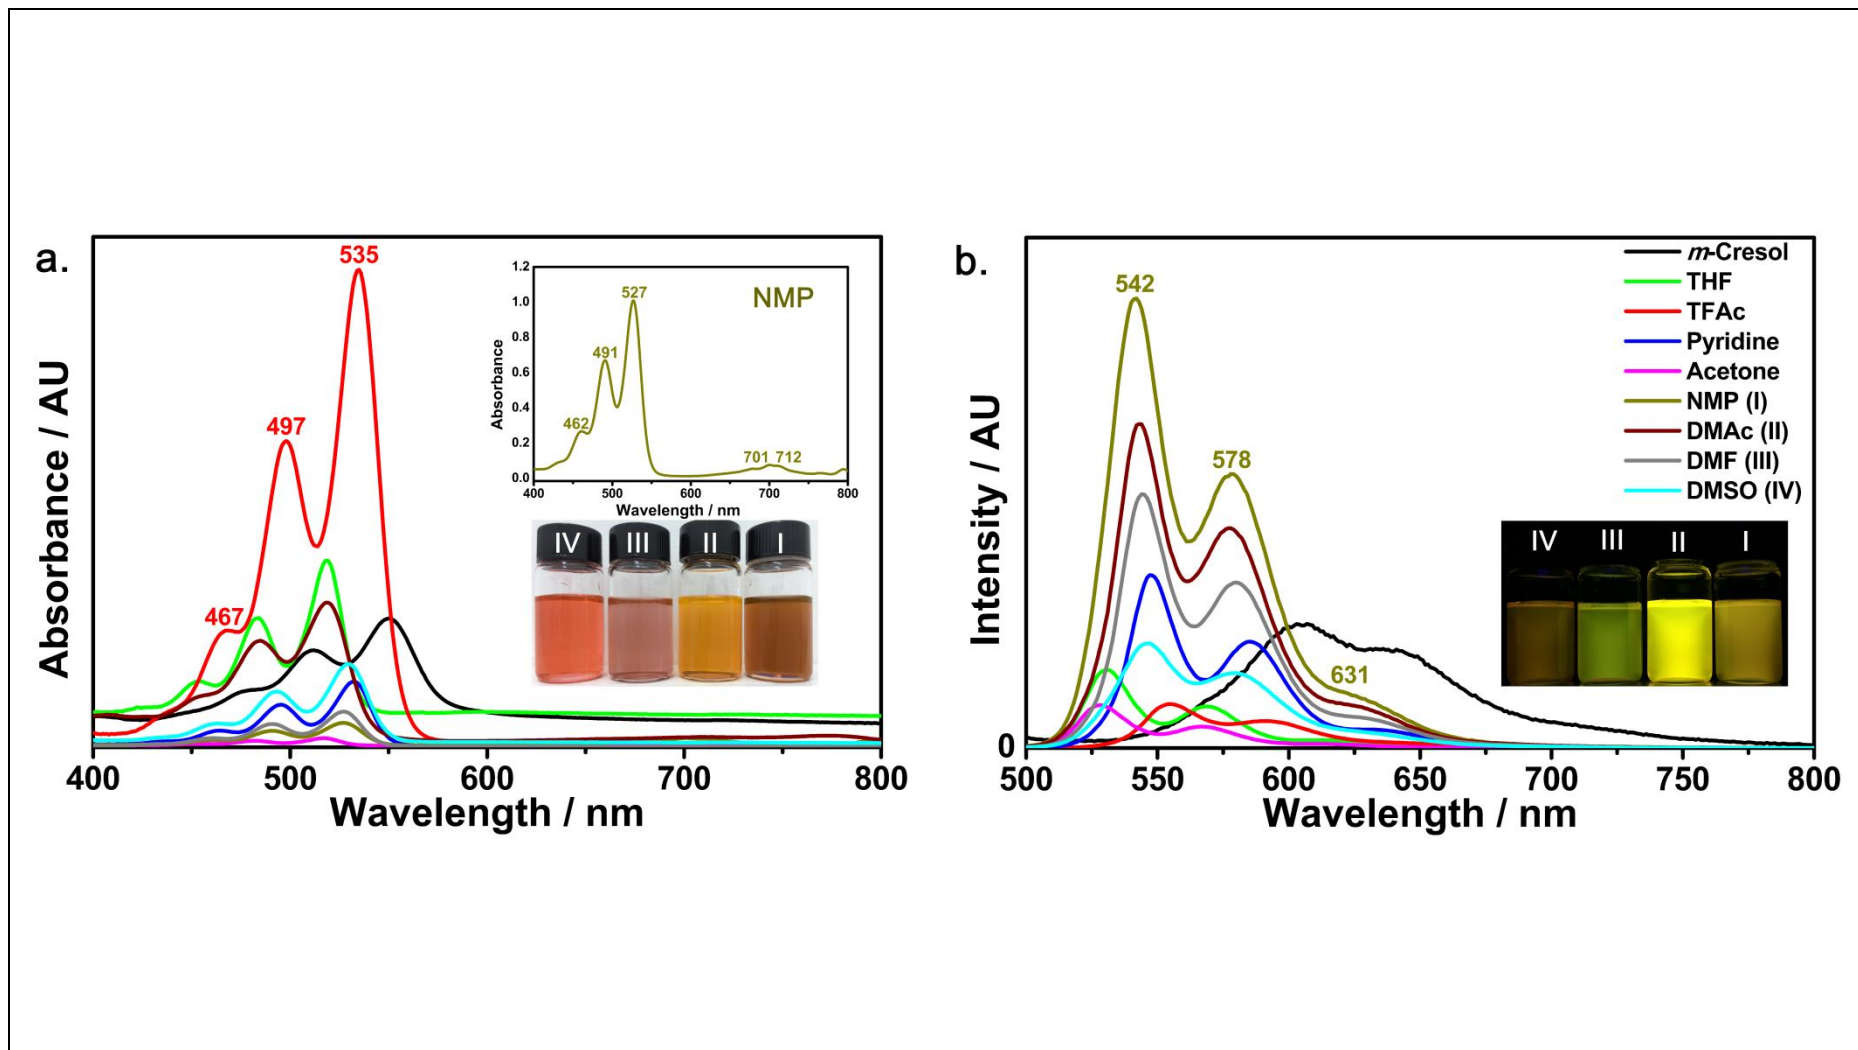 a.
Absorbance / AU
467
497
535
400
500
600
700
800
Wavelength / nm
NMP
Absorbance
1.2
1.0
0.8
0.6
0.4
0.2
0.0
462
491
527
701 712
400
500
600
700
800
Wavelength / nm
IV
III
II
I
b.
Intensity / AU
0
542
578
631
500
550
600
650
700
750
800
Wavelength / nm
m-Cresol
THF
TFAc
Pyridine
Acetone
NMP (I)
DMAc (II)
DMF (III)
DMSO (IV)
IV
III
II
I